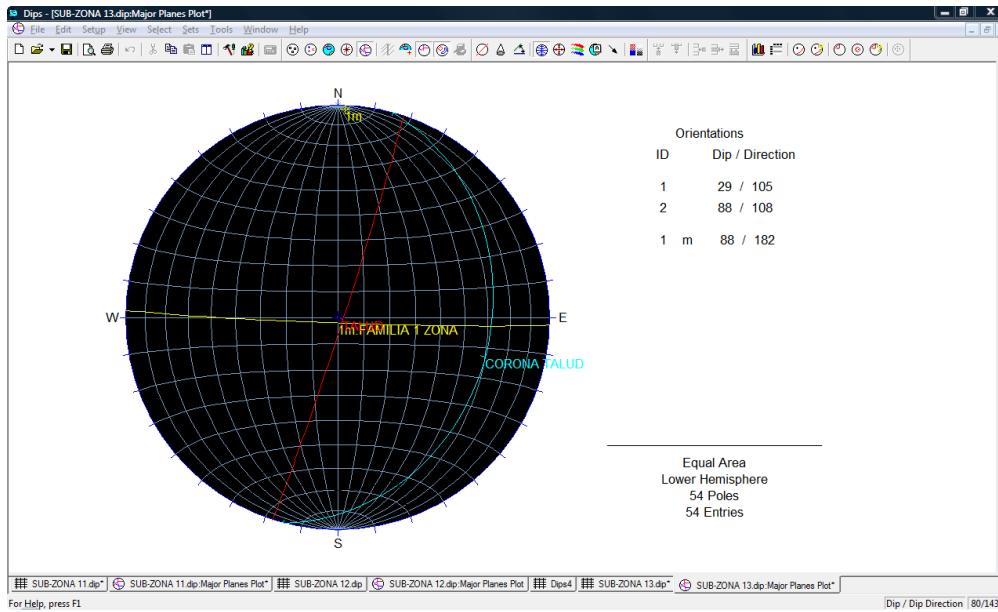 Dips - [SUB-ZONA 13.dip:Major Planes Plot*]
File Edit Setup View Select Sets Tools Window Help
N
1m
Orientations
ID Dip / Direction
1 29 / 105
2 88 / 108
1 m 88 / 182
W
E
1m:FAMILIA 1 ZONA
CORONA TALUD
S
Equal Area
Lower Hemisphere
54 Poles
54 Entries
SUB-ZONA 11.dip* SUB-ZONA 11.dip:Major Planes Plot* SUB-ZONA 12.dip SUB-ZONA 12.dip:Major Planes Plot Dips4 SUB-ZONA 13.dip* SUB-ZONA 13.dip:Major Planes Plot*
For Help, press F1
Dip / Dip Direction 80/143